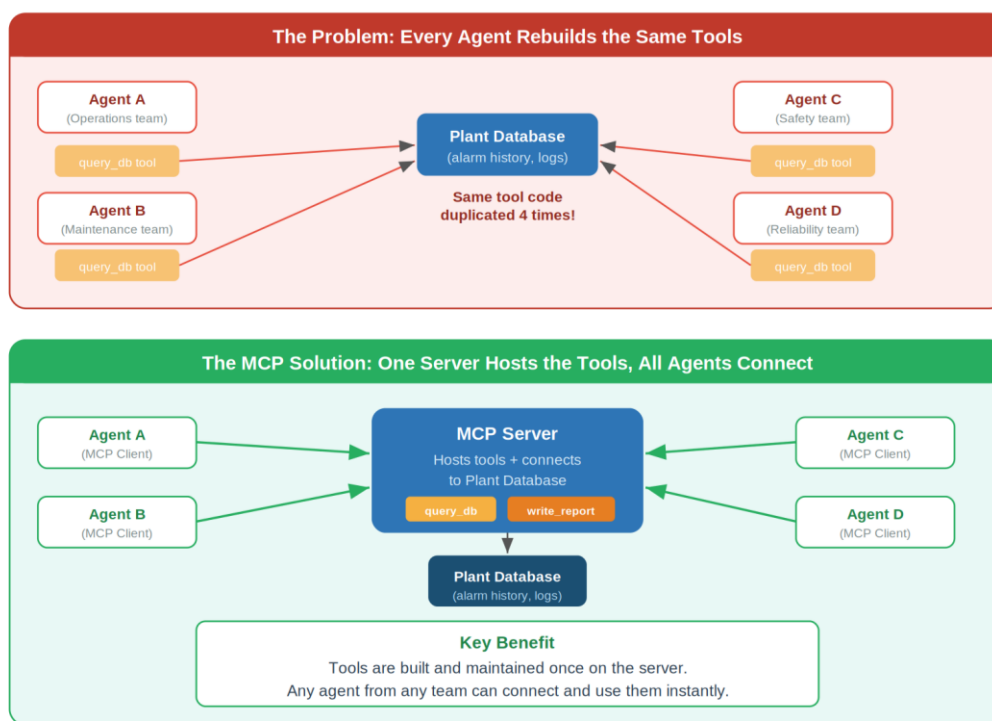 The Problem: Every Agent Rebuilds the Same Tools
Agent A
(Operations team)
query_db tool
Agent B
(Maintenance team)
query_db tool
Plant Database
(alarm history, logs)
Same tool code
duplicated 4 times!
Agent C
(Safety team)
query_db tool
Agent D
(Reliability team)
query_db tool
The MCP Solution: One Server Hosts the Tools, All Agents Connect
Agent A
(MCP Client)
Agent B
(MCP Client)
MCP Server
Hosts tools + connects
to Plant Database
query_db
write_report
Plant Database
(alarm history, logs)
Agent C
(MCP Client)
Agent D
(MCP Client)
Key Benefit
Tools are built and maintained once on the server.
Any agent from any team can connect and use them instantly.